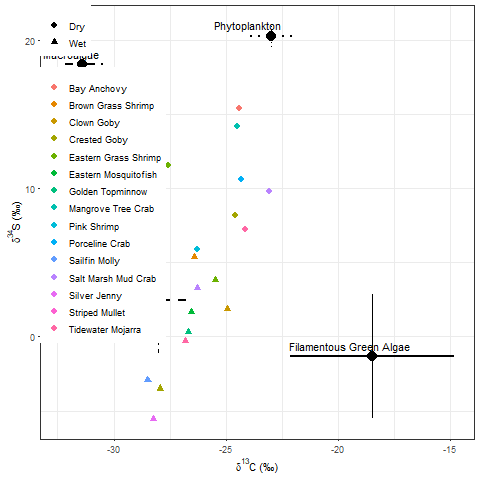 Phytoplankton
Dry
Wet
Macroalgae
Bay Anchovy
Brown Grass Shrimp
Clown Goby
Crested Goby
Eastern Grass Shrimp
Eastern Mosquitofish
Golden Topminnow
Mangrove Tree Crab
Pink Shrimp
Porceline Crab
Sailfin Molly
Salt Marsh Mud Crab
Silver Jenny
Striped Mullet
Tidewater Mojarra
Filamentous Green Algae
20
10
0
δ³⁴S (‰)
-30 -25 -20 -15
δ¹³C (‰)